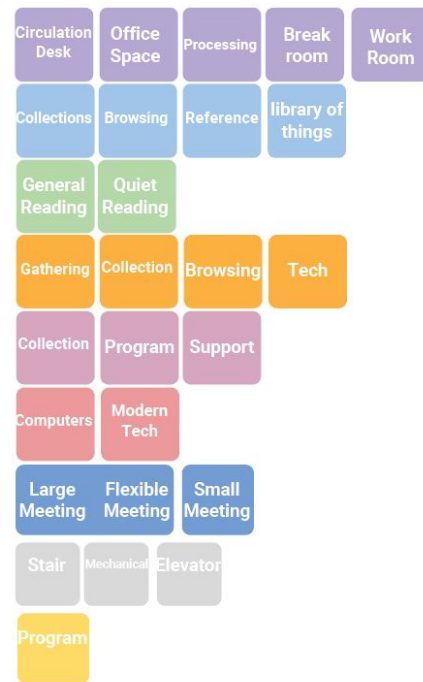 Circulation Desk
Office Space
Processing
Break room
Work Room
Collections
Browsing
Reference
library of things
General Reading
Quiet Reading
Gathering
Collection
Browsing
Tech
Collection
Program
Support
Computers
Modern Tech
Large Meeting
Flexible Meeting
Small Meeting
Stair
Mechanical
Elevator
Program